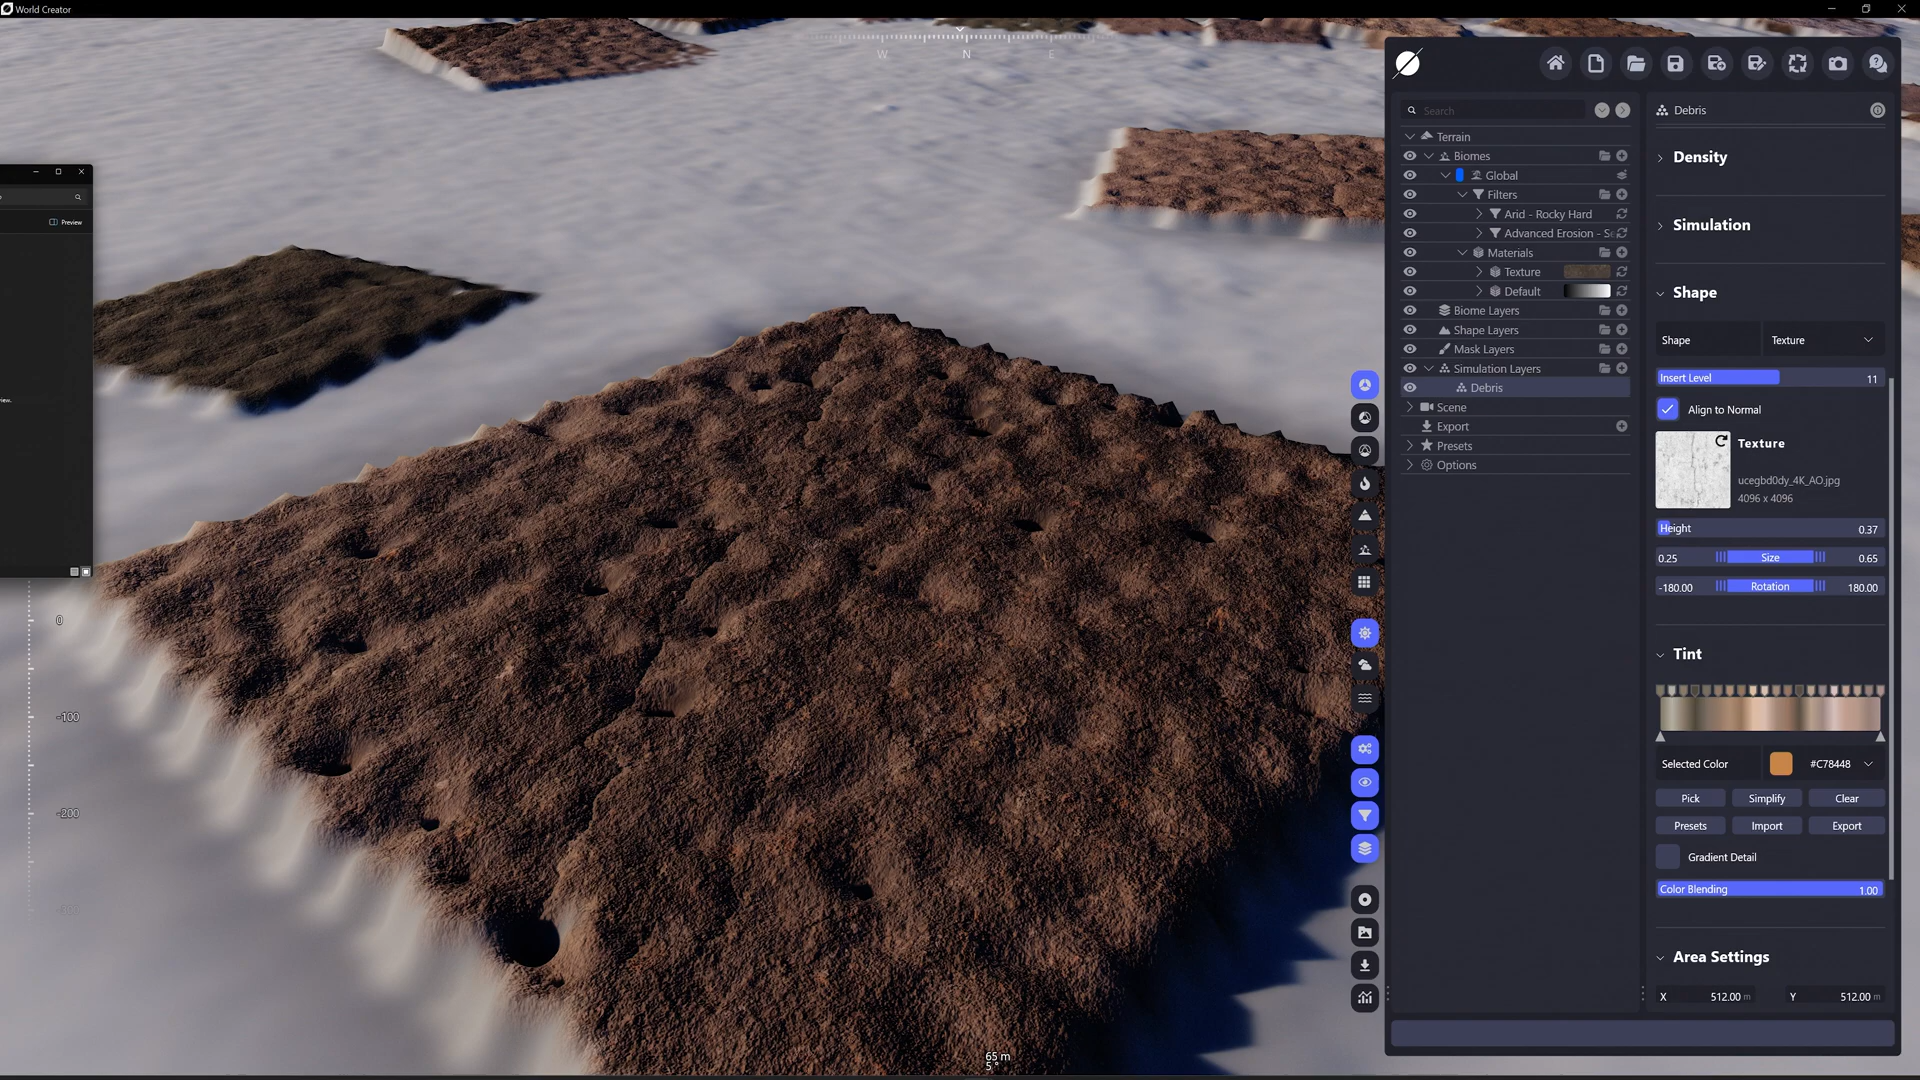 World Creator
W N E
Preview
iew.
0
-100
-200
65 m
5 °
Search
Terrain
Biomes
Global
Filters
Arid - Rocky Hard
Advanced Erosion - Se
Materials
Texture
Default
Biome Layers
Shape Layers
Mask Layers
Simulation Layers
Debris
Scene
Export
Presets
Options
Debris
Density
Simulation
Shape
Shape Texture
Insert Level 11
Align to Normal
Texture
ucegbd0dy_4K_AO.jpg
4096 x 4096
Height 0.37
0.25 Size 0.65
-180.00 Rotation 180.00
Tint
Selected Color #C78448
Pick Simplify Clear
Presets Import Export
Gradient Detail
Color Blending 1.00
Area Settings
X 512.00 m Y 512.00 m